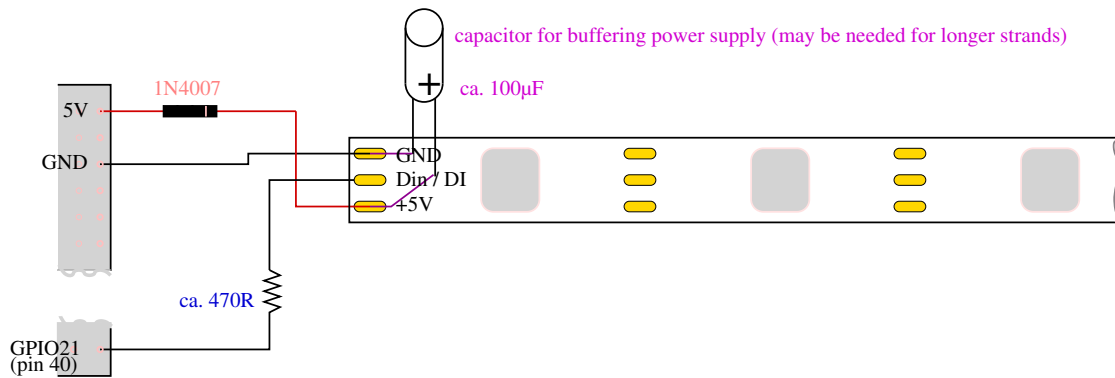 capacitor for buffering power supply (may be needed for longer strands)
ca. 100µF
1N4007
5V
GND
GND
Din / DI
+5V
ca. 470R
GPIO21
(pin 40)